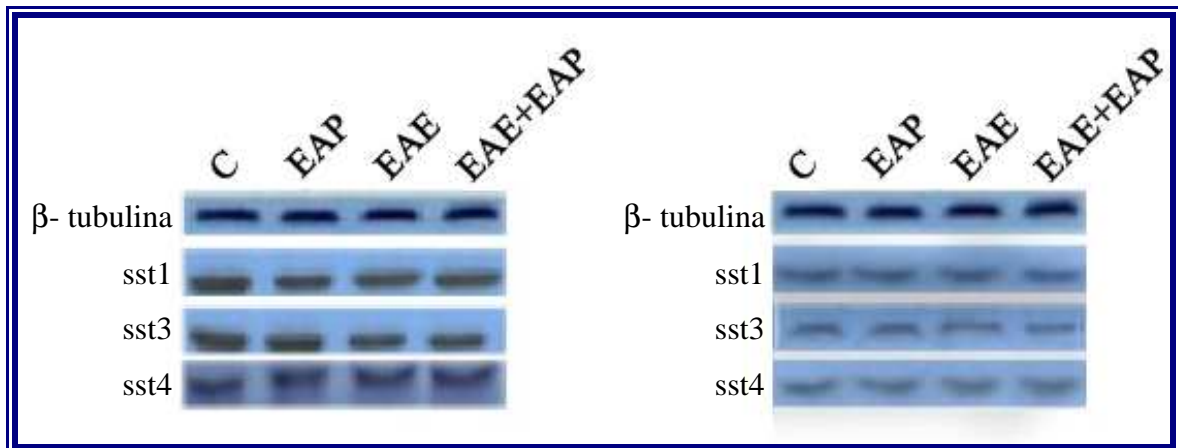 C EAP EAE EAE+EAP
β- tubulina
sst1
sst3
sst4
C EAP EAE EAE+EAP
β- tubulina
sst1
sst3
sst4